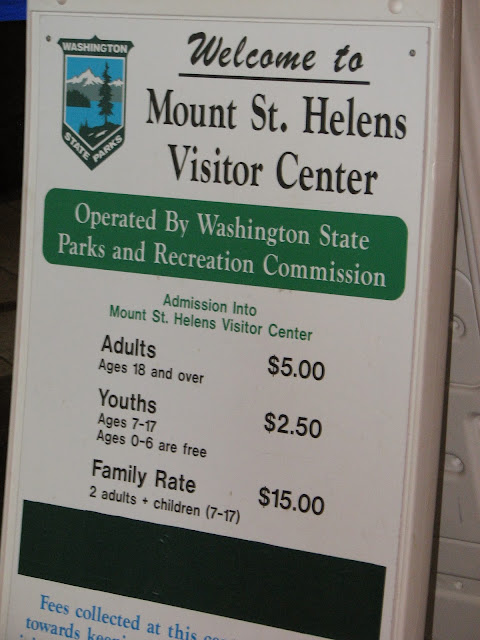 WASHINGTON
STATE PARKS
Welcome to
Mount St. Helens
Visitor Center
Operated By Washington State
Parks and Recreation Commission
Admission Into
Mount St. Helens Visitor Center
Adults $5.00
Ages 18 and over
Youths $2.50
Ages 7-17
Ages 0-6 are free
Family Rate $15.00
2 adults + children (7-17)
Fees collected at this
towards